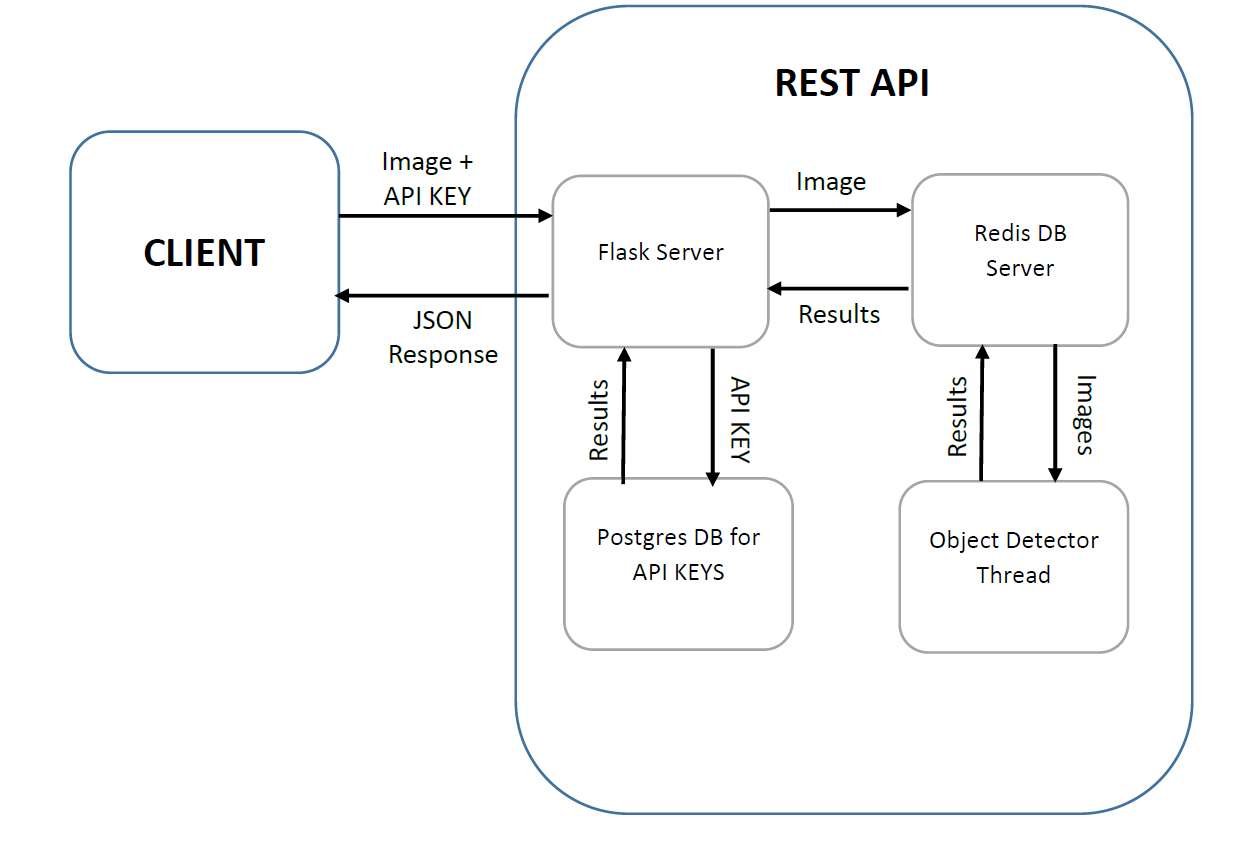 REST API
Image +
API KEY
CLIENT
JSON
Response
Flask Server
Image
Results
Redis DB
Server
Results
API KEY
Results
Images
Postgres DB for
API KEYS
Object Detector
Thread